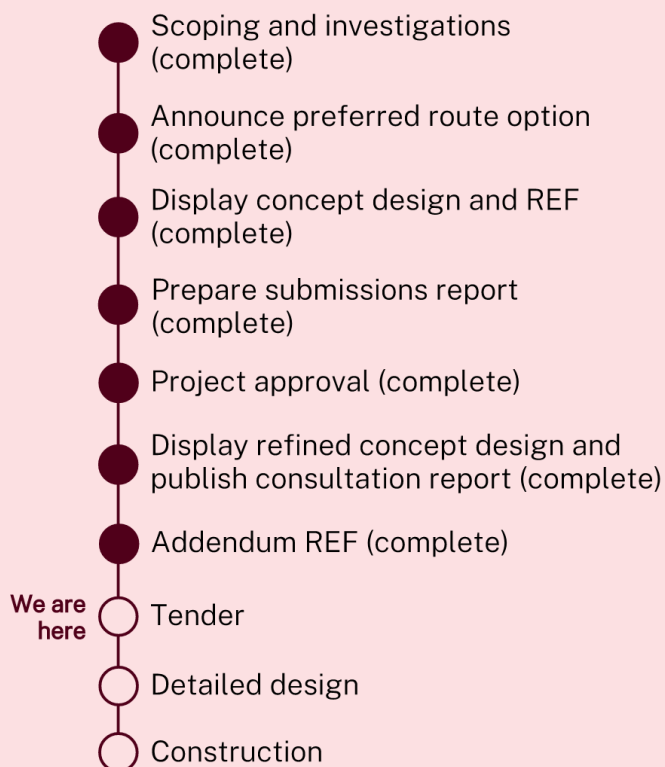 Scoping and investigations
(complete)
Announce preferred route option
(complete)
Display concept design and REF
(complete)
Prepare submissions report
(complete)
Project approval (complete)
Display refined concept design and
publish consultation report (complete)
Addendum REF (complete)
We are
here
Tender
Detailed design
Construction